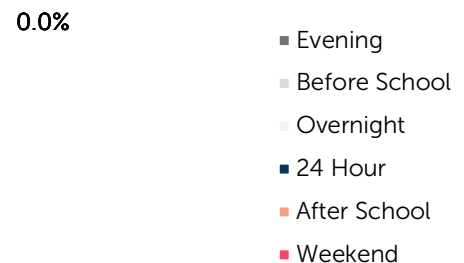 0.0%
Evening
Before School
Overnight
24 Hour
After School
Weekend